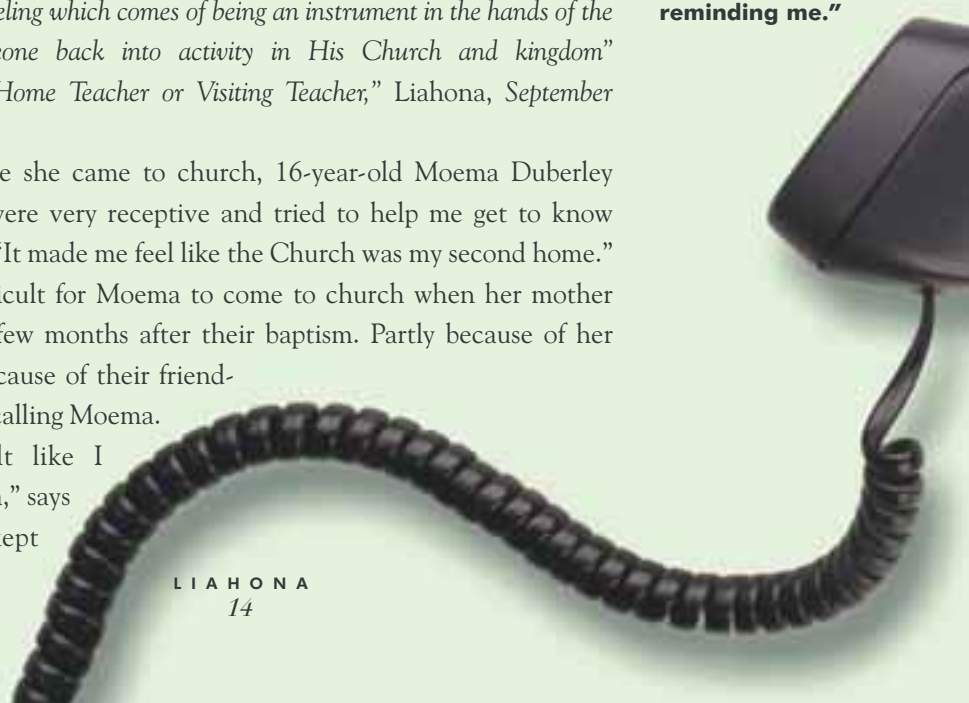 eling which comes of being an instrument in the hands of the
eone back into activity in His Church and kingdom”
Home Teacher or Visiting Teacher,” Liahona, September
e she came to church, 16-year-old Moema Duberley
were very receptive and tried to help me get to know
“It made me feel like the Church was my second home.”
icult for Moema to come to church when her mother
few months after their baptism. Partly because of her
cause of their friend-
calling Moema.
lt like I
,” says
kept
LIAHONA
14
reminding me.”